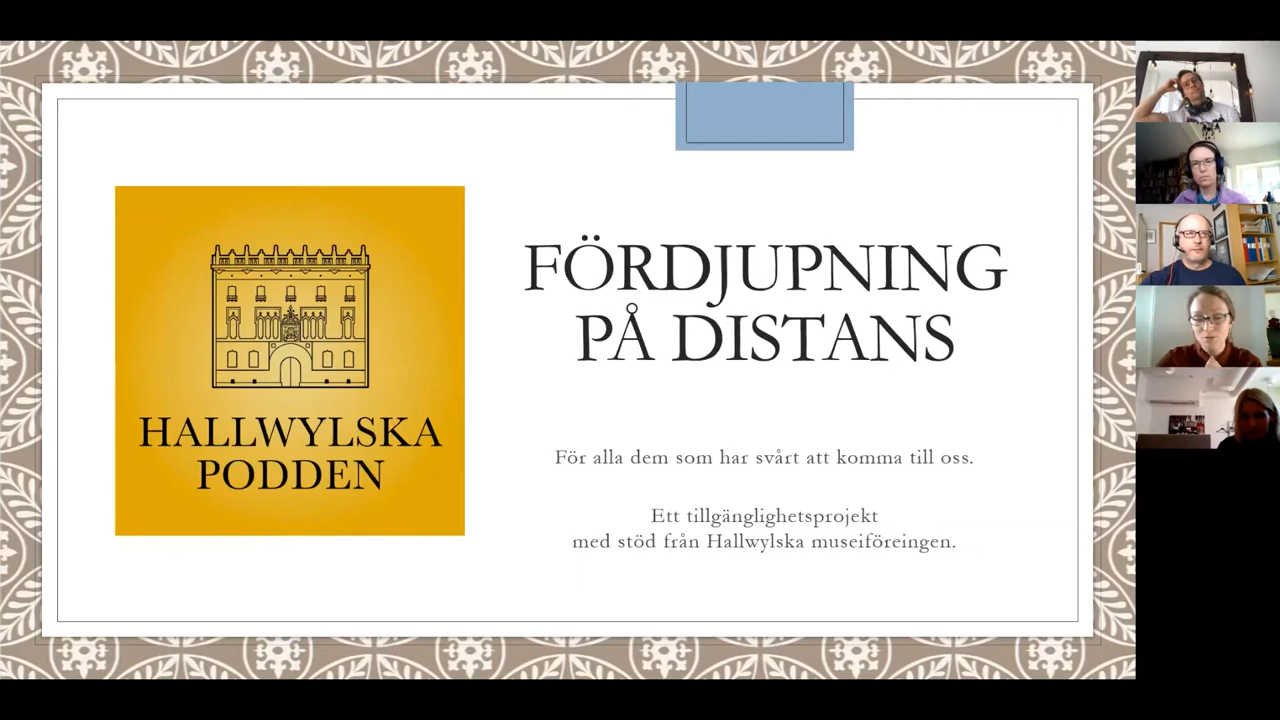 HALLWYLSKA
PODDEN
FÖRDJUPNING
PÅ DISTANS
För alla dem som har svårt att komma till oss.
Ett tillgänglighetsprojekt
med stöd från Hallwylska museiföreingen.